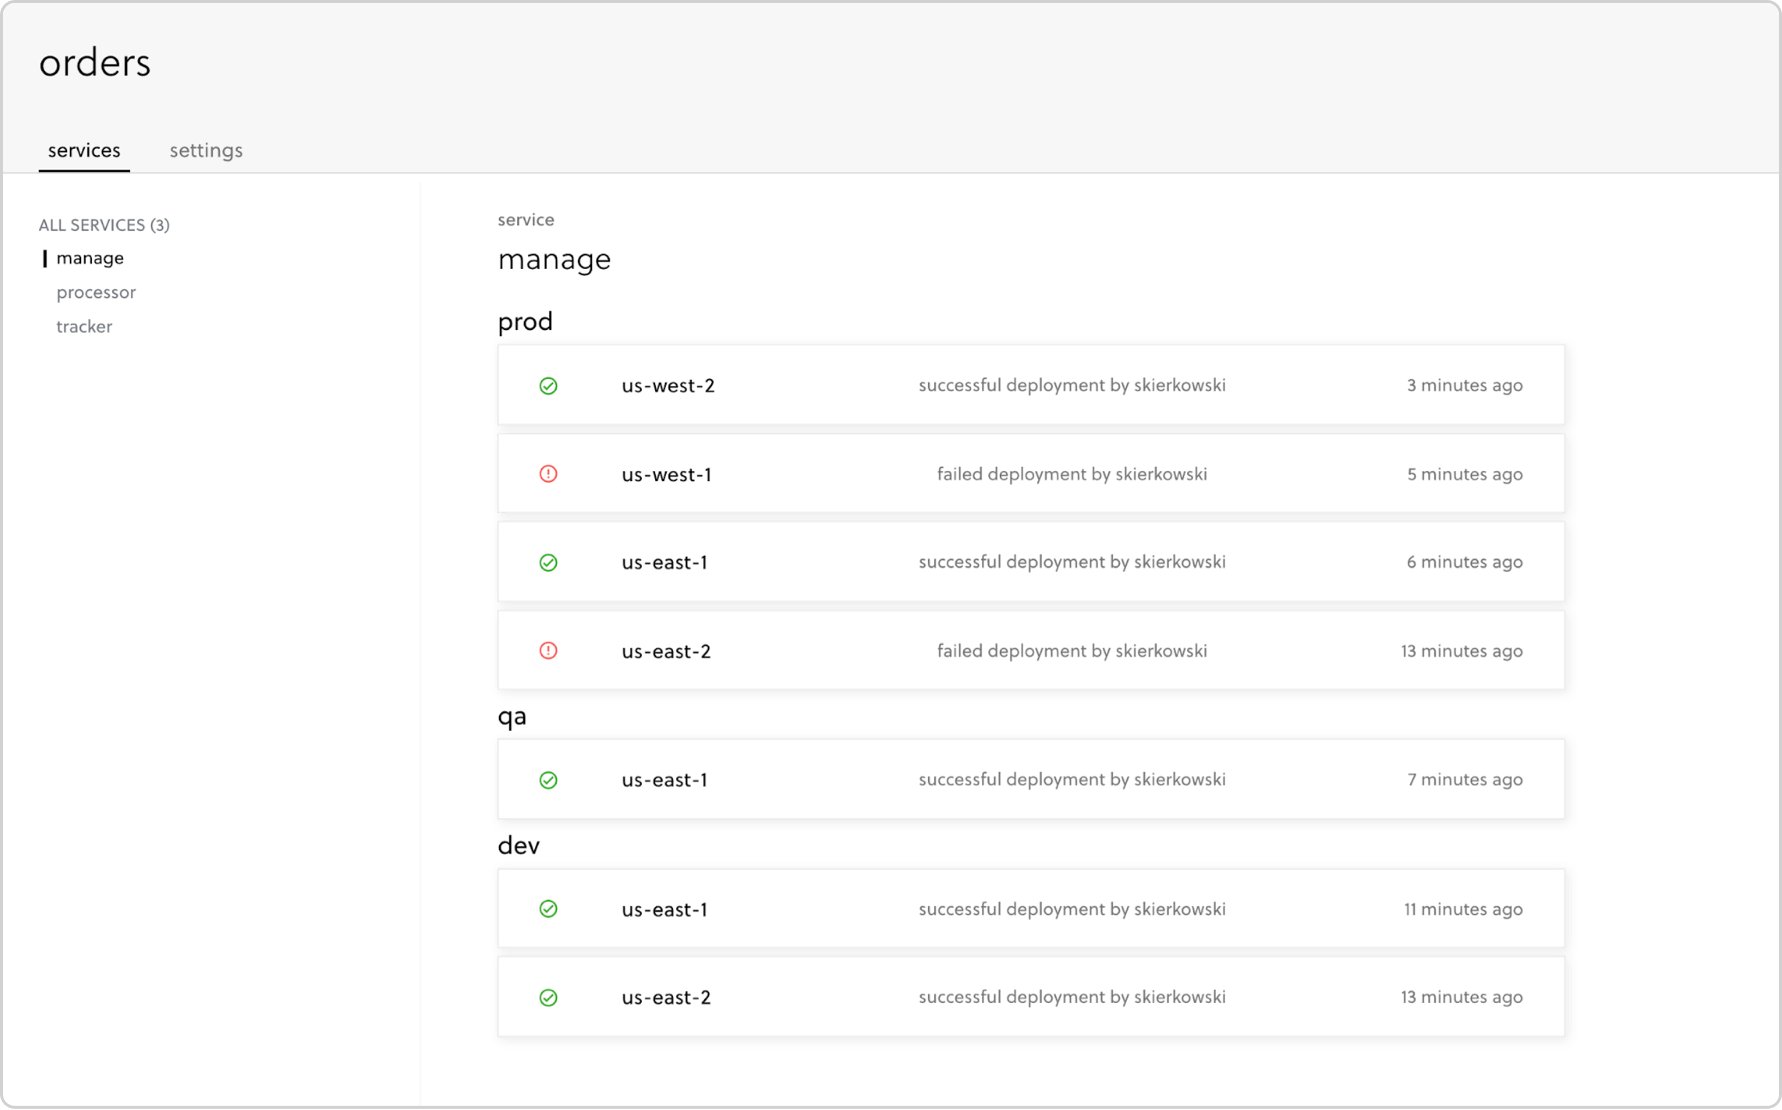 orders
services settings
ALL SERVICES (3)
manage
processor
tracker
service
manage
prod
us-west-2 successful deployment by skierkowski 3 minutes ago
us-west-1 failed deployment by skierkowski 5 minutes ago
us-east-1 successful deployment by skierkowski 6 minutes ago
us-east-2 failed deployment by skierkowski 13 minutes ago
qa
us-east-1 successful deployment by skierkowski 7 minutes ago
dev
us-east-1 successful deployment by skierkowski 11 minutes ago
us-east-2 successful deployment by skierkowski 13 minutes ago